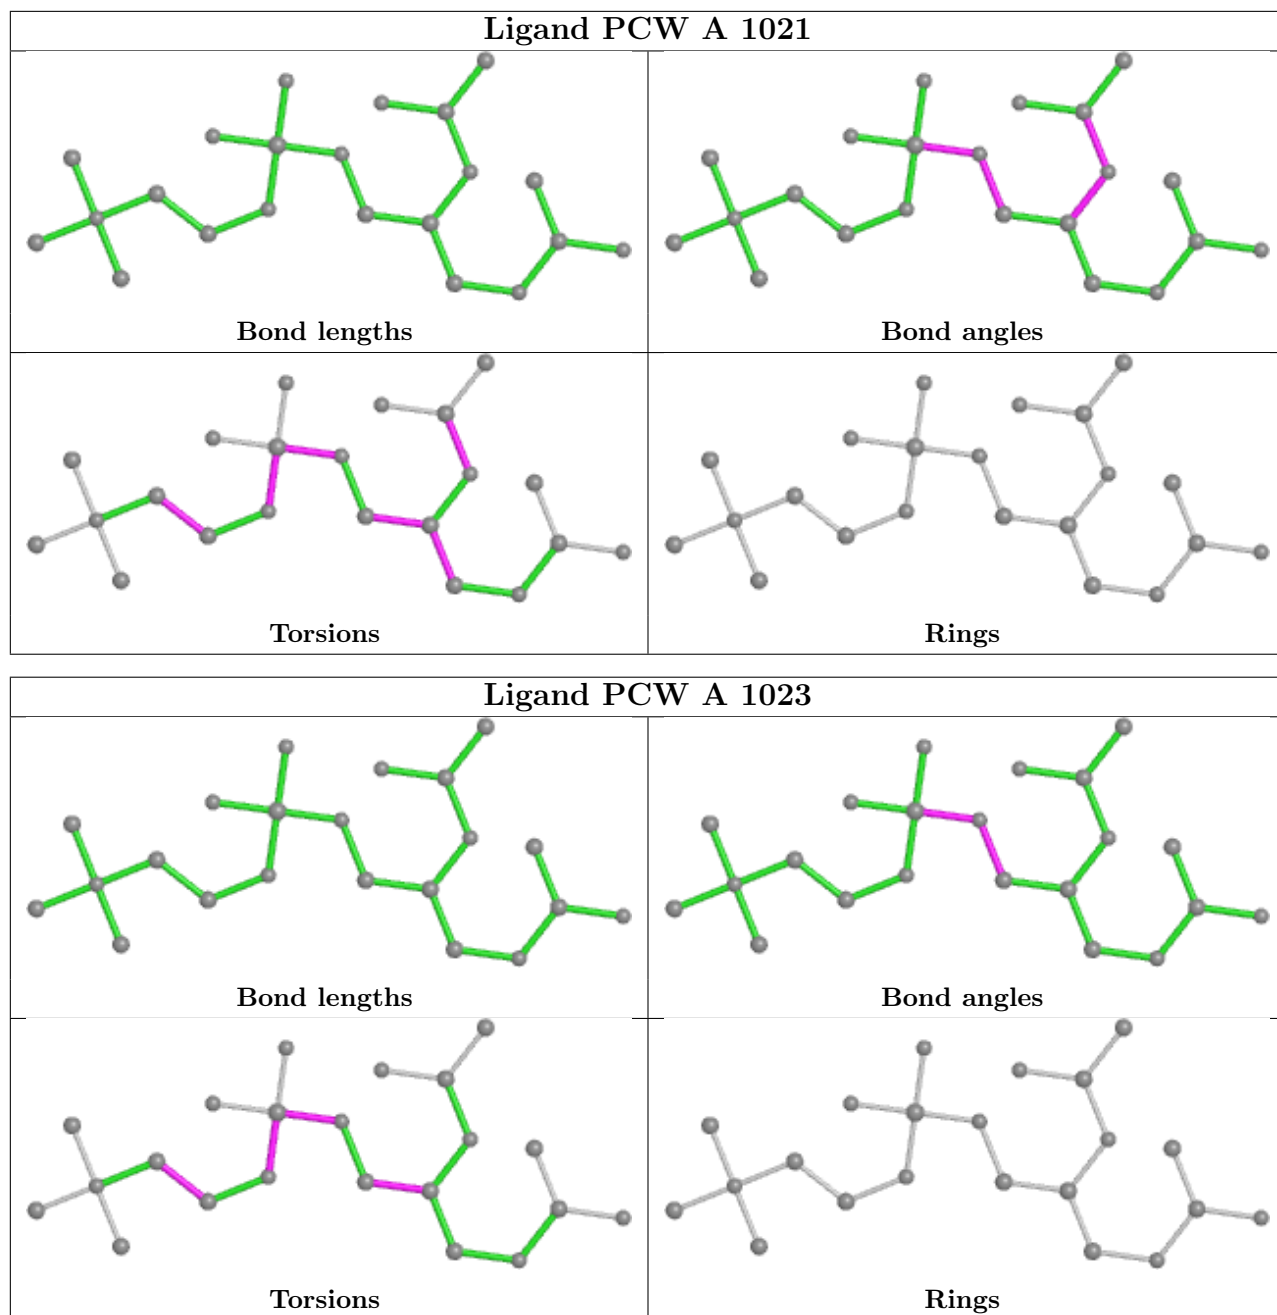 Ligand PCW A 1021
Bond lengths
Bond angles
Torsions
Rings
Ligand PCW A 1023
Bond lengths
Bond angles
Torsions
Rings